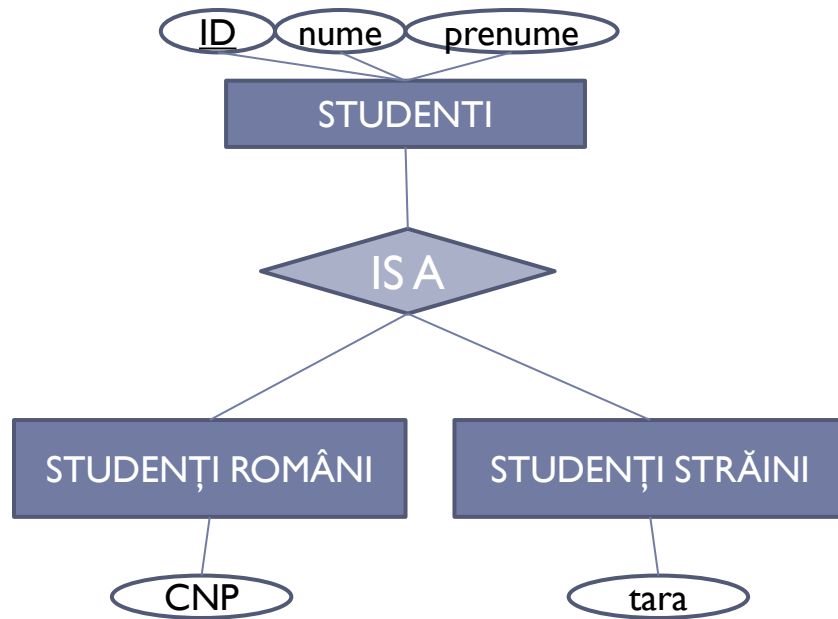 ID
nume
prenume
STUDENTI
IS A
STUDENȚI ROMÂNI
STUDENȚI STRĂINI
CNP
tara